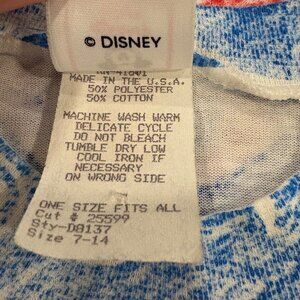 © DISNEY
MADE IN U.S.A.
50% POLYESTER
50% COTTON
MACHINE WASH WARM
DELICATE CYCLE
DO NOT BLEACH
TUMBLE DRY LOW
COOL IRON IF
NECESSARY
ON WRONG SIDE
ONE SIZE FITS ALL
Cut # 25599
Sty-D8137
Size 7-14